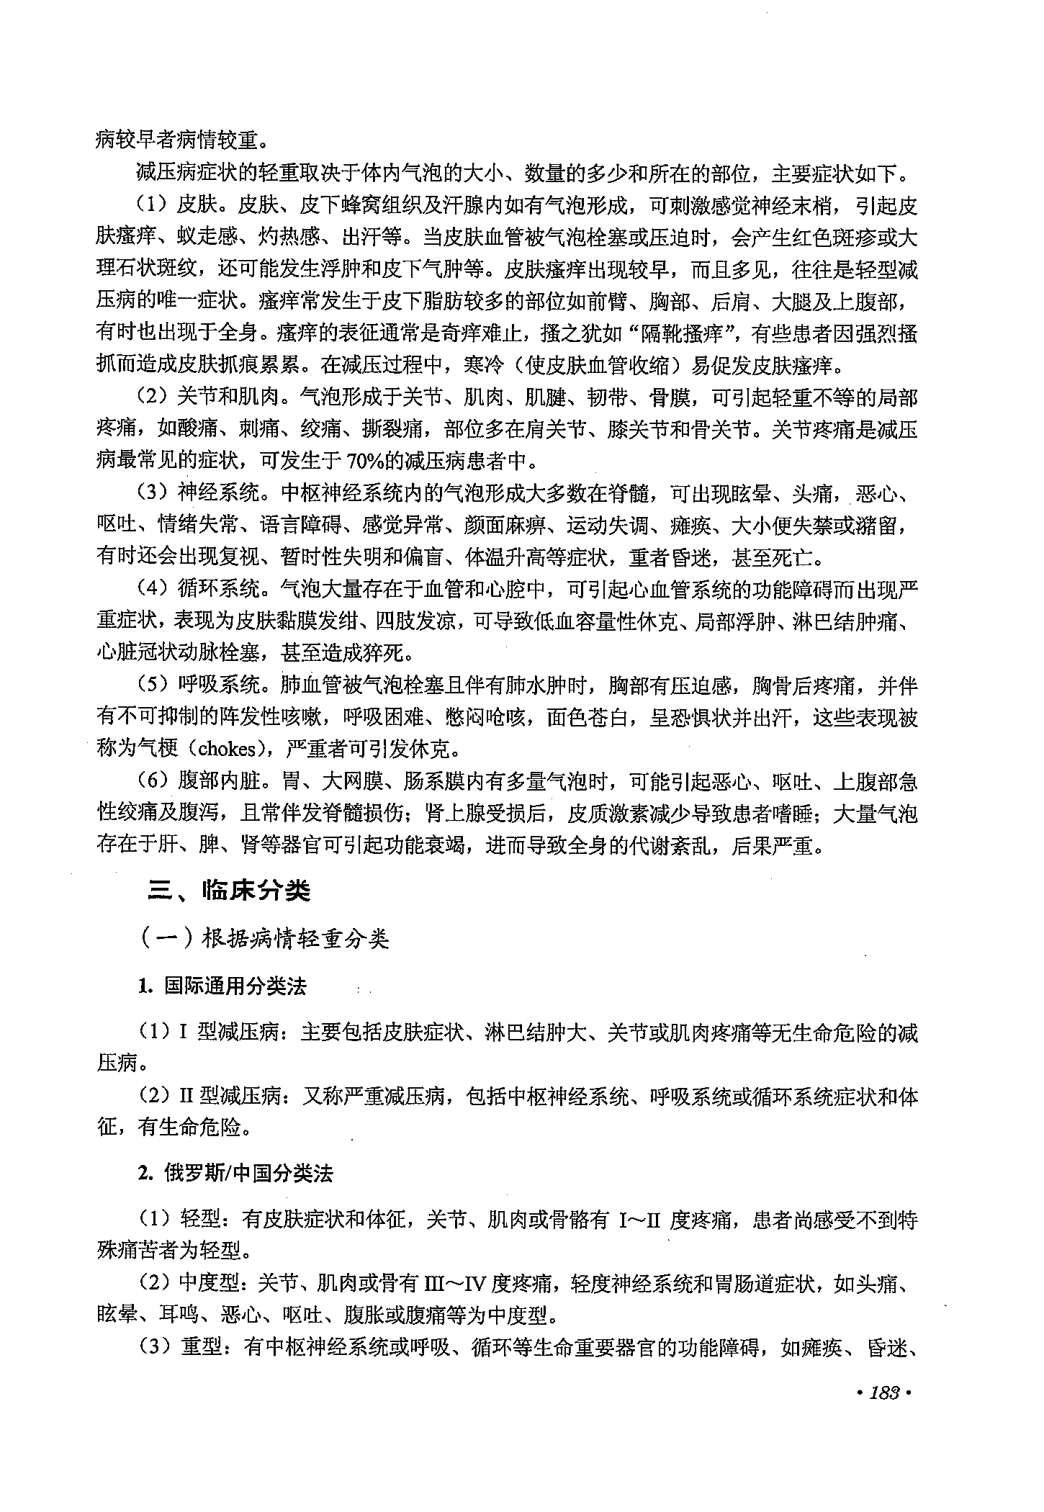 病较早者病情较重。
减压病症状的轻重取决于体内气泡的大小、数量的多少和所在的部位，主要症状如下。
（1）皮肤。皮肤、皮下蜂窝组织及汗腺内如有气泡形成，可刺激感觉神经末梢，引起皮
肤瘙痒、蚁走感、灼热感、出汗等。当皮肤血管被气泡栓塞或压迫时，会产生红色斑疹或大
理石状斑纹，还可能发生浮肿和皮下气肿等。皮肤瘙痒出现较早，而且多见，往往是轻型减
压病的唯一症状。瘙痒常发生于皮下脂肪较多的部位如前臂、胸部、后肩、大腿及上腹部，
有时也出现于全身。瘙痒的表征通常是奇痒难止，搔之犹如“隔靴搔痒”，有些患者因强烈搔
抓而造成皮肤抓痕累累。在减压过程中，寒冷（使皮肤血管收缩）易促发皮肤瘙痒。
（2）关节和肌肉。气泡形成于关节、肌肉、肌腱、韧带、骨膜，可引起轻重不等的局部
疼痛，如酸痛、刺痛、绞痛、撕裂痛，部位多在肩关节、膝关节和骨关节。关节疼痛是减压
病最常见的症状，可发生于 70%的减压病患者中。
（3）神经系统。中枢神经系统内的气泡形成大多数在脊髓，可出现眩晕、头痛，恶心、
呕吐、情绪失常、语言障碍、感觉异常、颜面麻痹、运动失调、瘫痪、大小便失禁或潴留，
有时还会出现复视、暂时性失明和偏盲、体温升高等症状，重者昏迷，甚至死亡。
（4）循环系统。气泡大量存在于血管和心腔中，可引起心血管系统的功能障碍而出现严
重症状，表现为皮肤黏膜发绀、四肢发凉，可导致低血容量性休克、局部浮肿、淋巴结肿痛、
心脏冠状动脉栓塞，甚至造成猝死。
（5）呼吸系统。肺血管被气泡栓塞且伴有肺水肿时，胸部有压迫感，胸骨后疼痛，并伴
有不可抑制的阵发性咳嗽，呼吸困难、憋闷呛咳，面色苍白，呈恐惧状并出汗，这些表现被
称为气梗（chokes），严重者可引发休克。
（6）腹部内脏。胃、大网膜、肠系膜内有多量气泡时，可能引起恶心、呕吐、上腹部急
性绞痛及腹泻，且常伴发脊髓损伤；肾上腺受损后，皮质激素减少导致患者嗜睡；大量气泡
存在于肝、脾、肾等器官可引起功能衰竭，进而导致全身的代谢紊乱，后果严重。
三、临床分类
（一）根据病情轻重分类
1. 国际通用分类法
（1）I 型减压病：主要包括皮肤症状、淋巴结肿大、关节或肌肉疼痛等无生命危险的减
压病。
（2）II 型减压病：又称严重减压病，包括中枢神经系统、呼吸系统或循环系统症状和体
征，有生命危险。
2. 俄罗斯/中国分类法
（1）轻型：有皮肤症状和体征，关节、肌肉或骨骼有 I～II 度疼痛，患者尚感受不到特
殊痛苦者为轻型。
（2）中度型：关节、肌肉或骨有 III～IV 度疼痛，轻度神经系统和胃肠道症状，如头痛、
眩晕、耳鸣、恶心、呕吐、腹胀或腹痛等为中度型。
（3）重型：有中枢神经系统或呼吸、循环等生命重要器官的功能障碍，如瘫痪、昏迷、
·183·